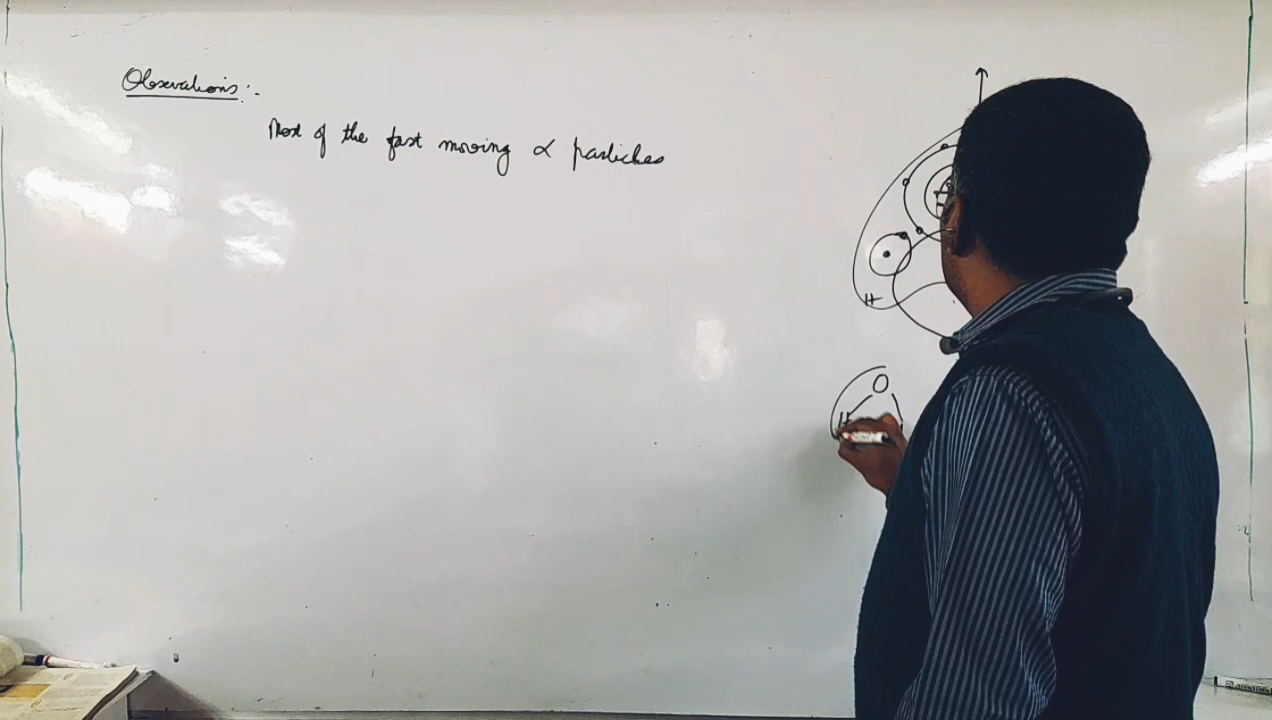 Observations :-
Most of the fast moving α particles
H
O
H